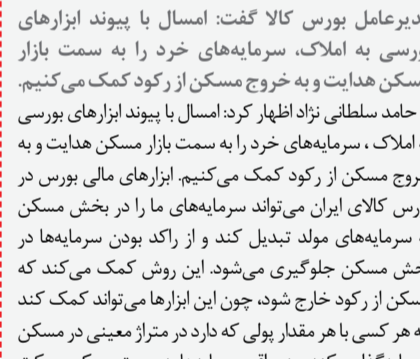 دیرعامل بورس کالا گفت: امسال با پیوند ابزارهای
رسی به املاک، سرمایه‌های خرد را به سمت بازار
سکن هدایت و به خروج مسکن از رکود کمک می‌کنیم.
حامد سلطانی نژاد اظهار کرد: امسال با پیوند ابزارهای بورسی
املاک ، سرمایه‌های خرد را به سمت بازار مسکن هدایت و به
روج مسکن از رکود کمک می‌کنیم. ابزارهای مالی بورس در
رس کالای ایران می‌تواند سرمایه‌های ما را در بخش مسکن
سرمایه‌های مولد تبدیل کند و از راکد بودن سرمایه‌ها در
خش مسکن جلوگیری می‌شود. این روش کمک می‌کند که
سکن از رکود خارج شود، چون این ابزارها می‌تواند کمک کند
ه هر کسی با هر مقدار پولی که دارد در متراژ معینی در مسکن